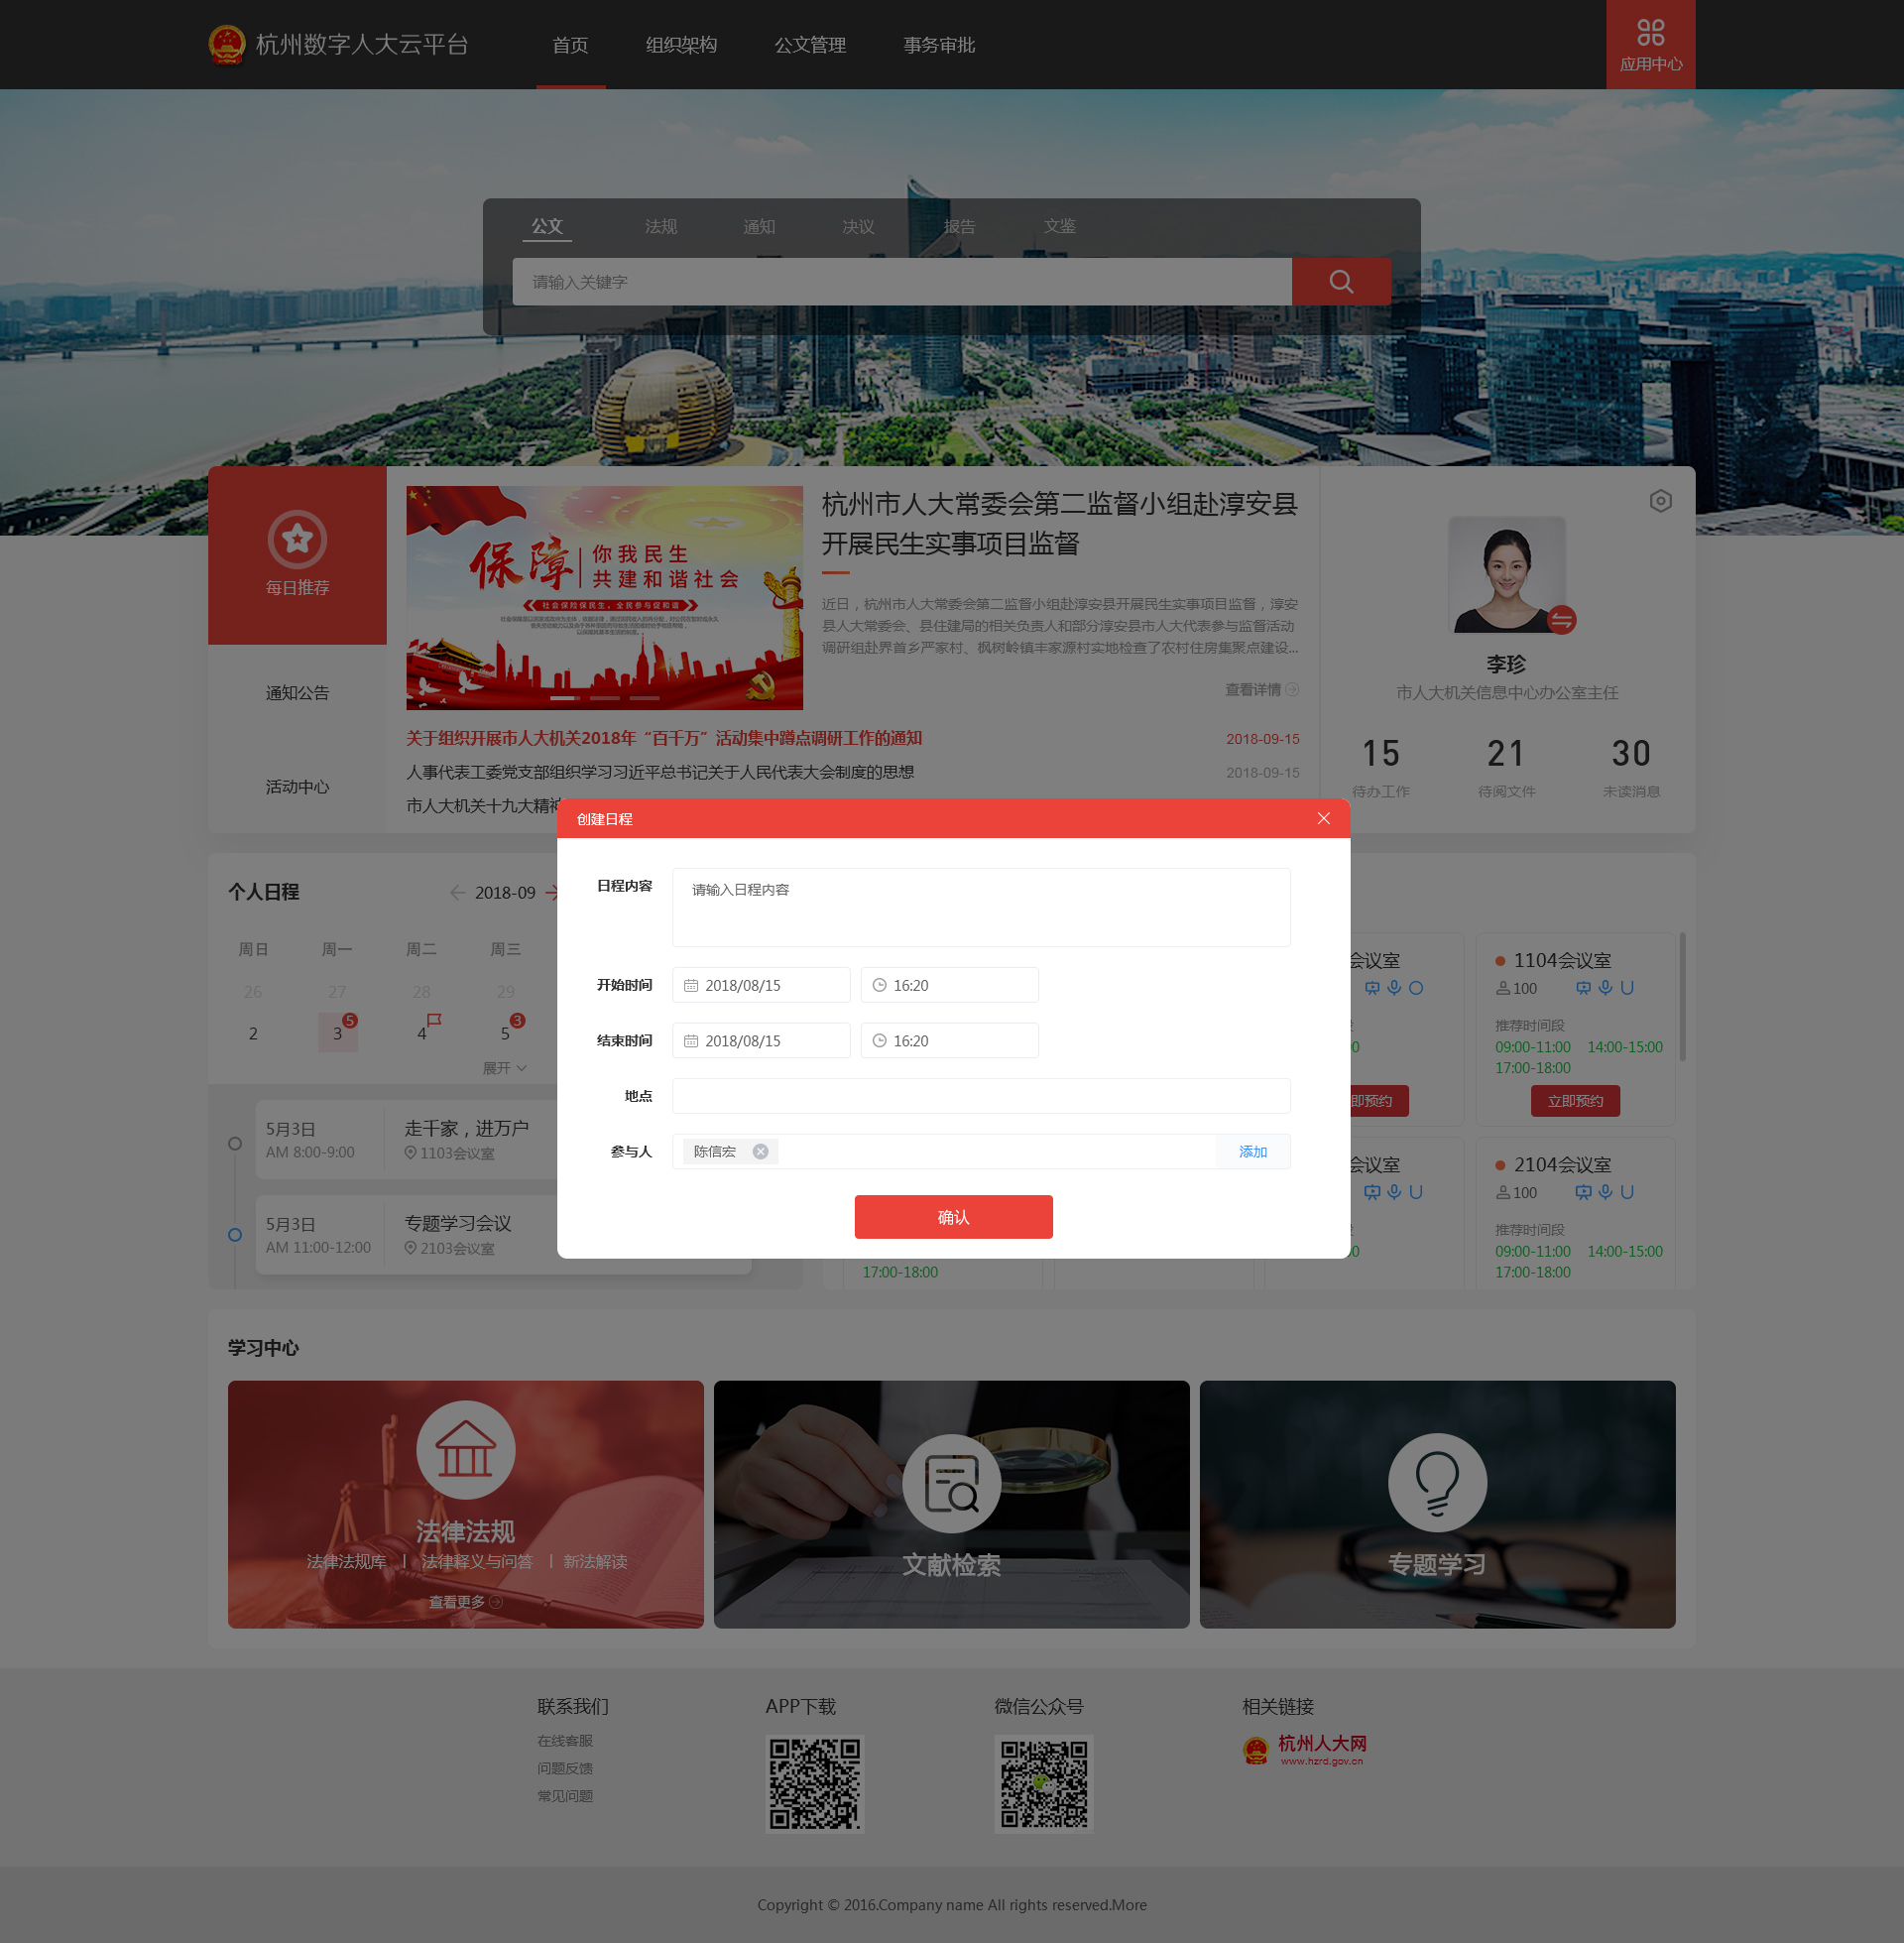 杭州数字人大云平台
首页
组织架构
公文管理
事务审批
应用中心
公文
法规
通知
决议
报告
文鉴
请输入关键字
每日推荐
通知公告
活动中心
保障
你我民生
共建和谐社会
社会保险保民生，全民参与促和谐
杭州市人大常委会第二监督小组赴淳安县
开展民生实事项目监督
近日，杭州市人大常委会第二监督小组赴淳安县开展民生实事项目监督，淳安
县人大常委会、县住建局的相关负责人和部分淳安县市人大代表参与监督活动
调研组赴界首乡严家村、枫树岭镇丰家源村实地检查了农村住房集聚点建设...
查看详情
关于组织开展市人大机关2018年“百千万”活动集中蹲点调研工作的通知
2018-09-15
人事代表工委党支部组织学习习近平总书记关于人民代表大会制度的思想
2018-09-15
市人大机关十九大精神
李珍
市人大机关信息中心办公室主任
15
21
30
待办工作
待阅文件
未读消息
创建日程
日程内容
请输入日程内容
开始时间
2018/08/15
16:20
结束时间
2018/08/15
16:20
地点
参与人
陈信宏
添加
确认
个人日程
2018-09
周日
周一
周二
周三
26
27
28
29
2
3
5
4
5
3
展开
5月3日
AM 8:00-9:00
走千家，进万户
1103会议室
5月3日
AM 11:00-12:00
专题学习会议
2103会议室
会议室
1104会议室
100
推荐时间段
09:00-11:00
14:00-15:00
17:00-18:00
即预约
立即预约
会议室
2104会议室
100
推荐时间段
09:00-11:00
14:00-15:00
17:00-18:00
17:00-18:00
学习中心
法律法规
法律法规库 | 法律释义与问答 | 新法解读
查看更多
文献检索
专题学习
联系我们
在线客服
问题反馈
常见问题
APP下载
微信公众号
相关链接
杭州人大网
www.hzrd.gov.cn
Copyright © 2016.Company name All rights reserved.More